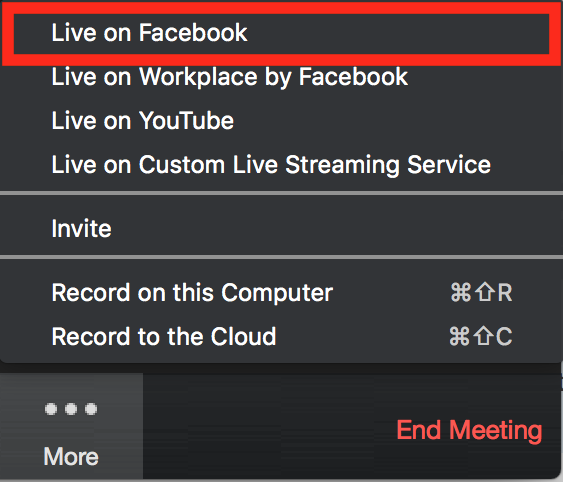 Live on Facebook
Live on Workplace by Facebook
Live on YouTube
Live on Custom Live Streaming Service
Invite
Record on this Computer ⌘⇧R
Record to the Cloud ⌘⇧C
More
End Meeting